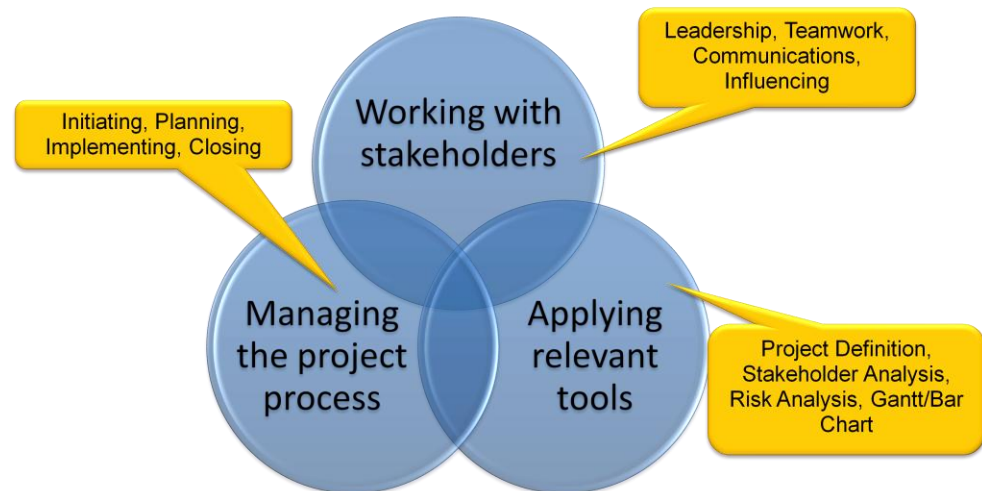 Leadership, Teamwork,
Communications,
Influencing
Working with
stakeholders
Initiating, Planning,
Implementing, Closing
Managing
the project
process
Applying
relevant
tools
Project Definition,
Stakeholder Analysis,
Risk Analysis, Gantt/Bar
Chart